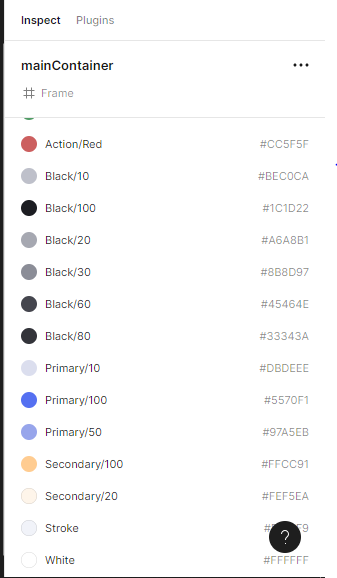 Inspect Plugins
mainContainer
Frame
Action/Red #CC5F5F
Black/10 #BEC0CA
Black/100 #1C1D22
Black/20 #A6A8B1
Black/30 #8B8D97
Black/60 #45464E
Black/80 #33343A
Primary/10 #DBDEEE
Primary/100 #5570F1
Primary/50 #97A5EB
Secondary/100 #FFCC91
Secondary/20 #FEF5EA
Stroke
?
White #FFFFFF